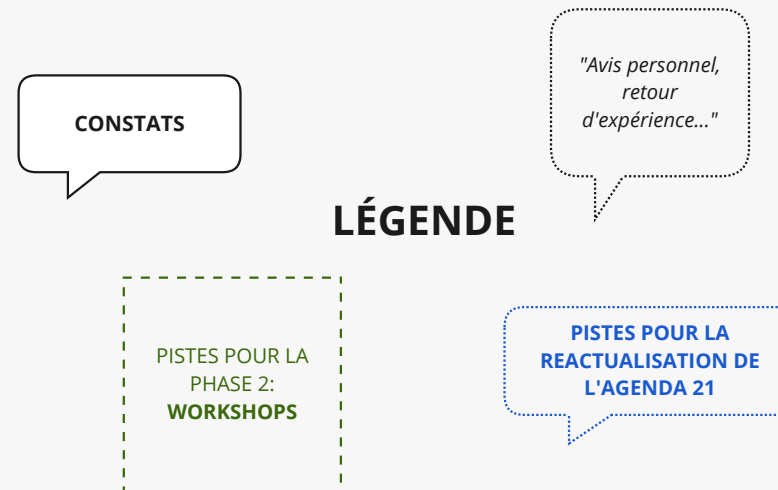 "Avis personnel,
retour
d'expérience..."
CONSTATS
LÉGENDE
PISTES POUR LA
PHASE 2:
WORKSHOPS
PISTES POUR LA
REACTUALISATION DE
L'AGENDA 21